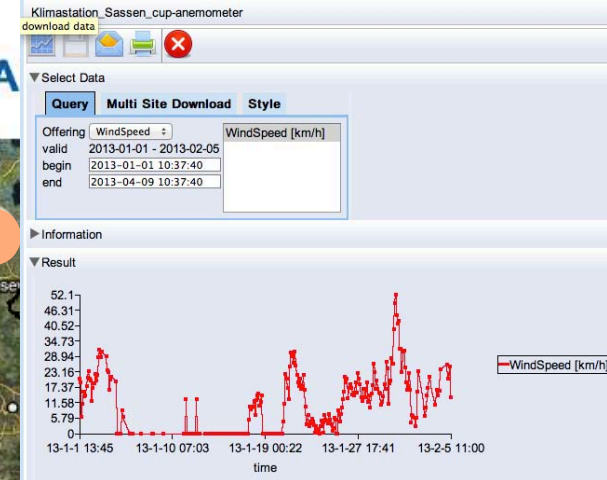 Klimastation_Sassen_cup-anemometer
download data
A
▼Select Data
Query Multi Site Download Style
Offering WindSpeed
WindSpeed [km/h]
valid 2013-01-01 - 2013-02-05
begin 2013-01-01 10:37:40
end 2013-04-09 10:37:40
▶Information
▼Result
52.1
46.31
40.52
34.73
28.94
23.16
17.37
11.58
5.79
0
WindSpeed [km/h]
13-1-1 13:45 13-1-10 07:03 13-1-19 00:22 13-1-27 17:41 13-2-5 11:00
time